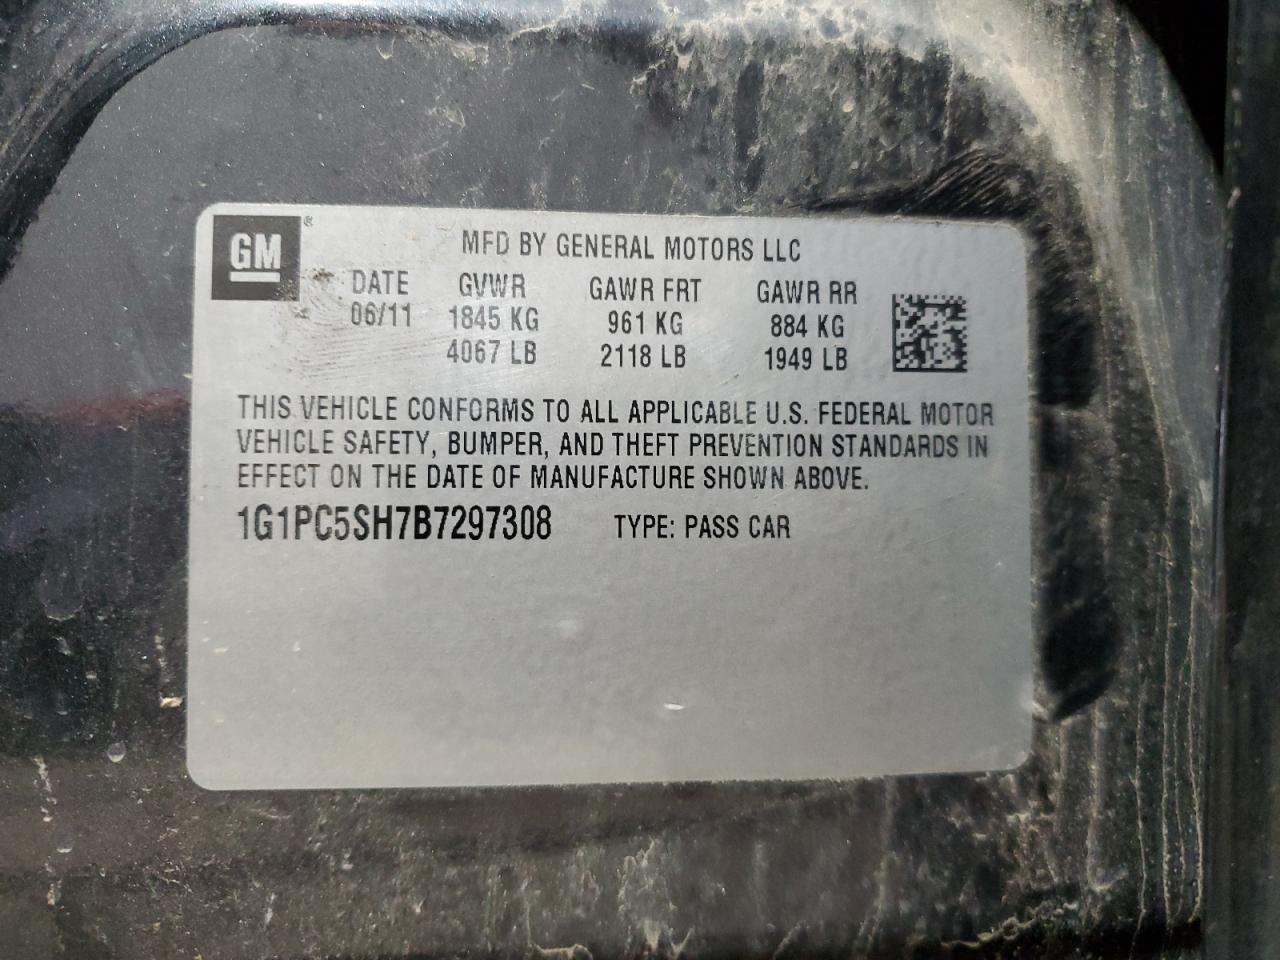 GM ®
MFD BY GENERAL MOTORS LLC
DATE GVWR GAWR FRT GAWR RR
06/11 1845 KG 961 KG 884 KG
4067 LB 2118 LB 1949 LB
THIS VEHICLE CONFORMS TO ALL APPLICABLE U.S. FEDERAL MOTOR
VEHICLE SAFETY, BUMPER, AND THEFT PREVENTION STANDARDS IN
EFFECT ON THE DATE OF MANUFACTURE SHOWN ABOVE.
1G1PC5SH7B7297308 TYPE: PASS CAR